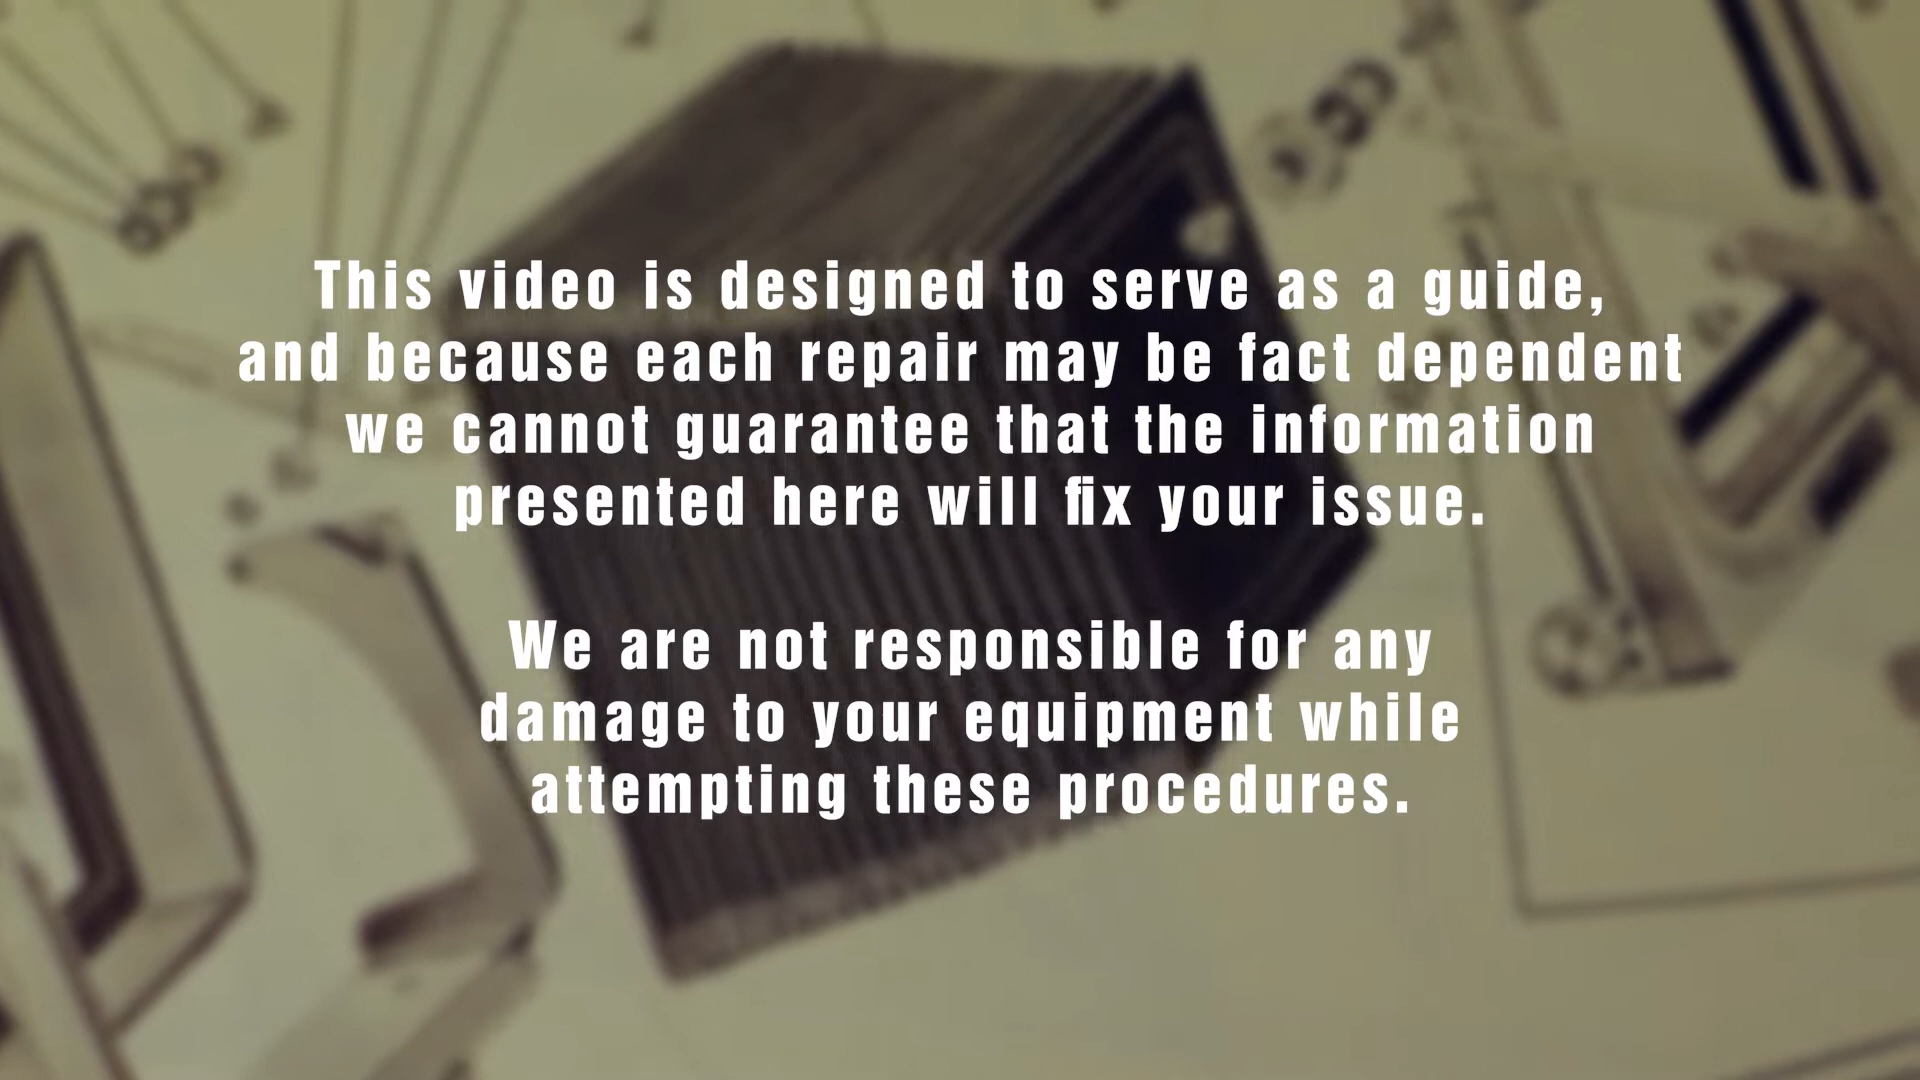 This video is designed to serve as a guide,
and because each repair may be fact dependent
we cannot guarantee that the information
presented here will fix your issue.
We are not responsible for any
damage to your equipment while
attempting these procedures.